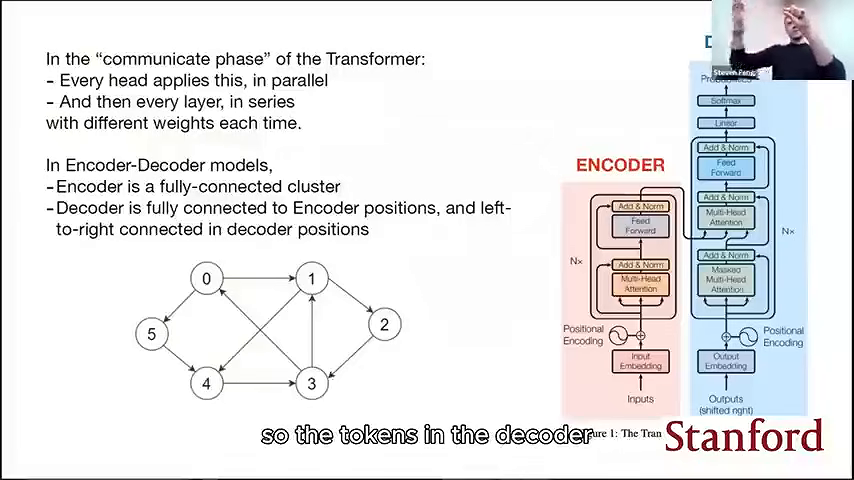 In the “communicate phase” of the Transformer:
- Every head applies this, in parallel
- And then every layer, in series
with different weights each time.
In Encoder-Decoder models,
-Encoder is a fully-connected cluster
-Decoder is fully connected to Encoder positions, and left-
to-right connected in decoder positions
0
1
2
5
4
3
ENCODER
Add & Norm
Feed
Forward
Nx
Add & Norm
Multi-Head
Attention
Positional
Encoding
Input
Embedding
Inputs
Softmax
Linear
Add & Norm
Feed
Forward
Add & Norm
Multi-Head
Attention
Nx
Add & Norm
Masked
Multi-Head
Attention
Positional
Encoding
Output
Embedding
Outputs
(shifted right)
1: The
Stanford
so the tokens in the decoder